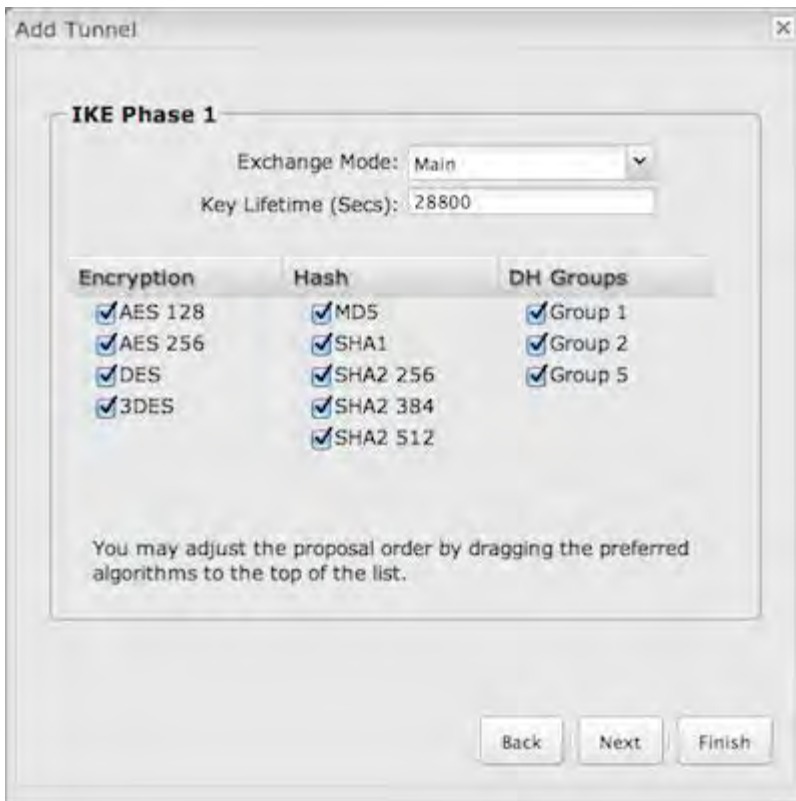 Add Tunnel
IKE Phase 1
Exchange Mode: Main
Key Lifetime (Secs): 28800
Encryption Hash DH Groups
AES 128 MD5 Group 1
AES 256 SHA1 Group 2
DES SHA2 256 Group 5
3DES SHA2 384
SHA2 512
You may adjust the proposal order by dragging the preferred
algorithms to the top of the list.
Back Next Finish